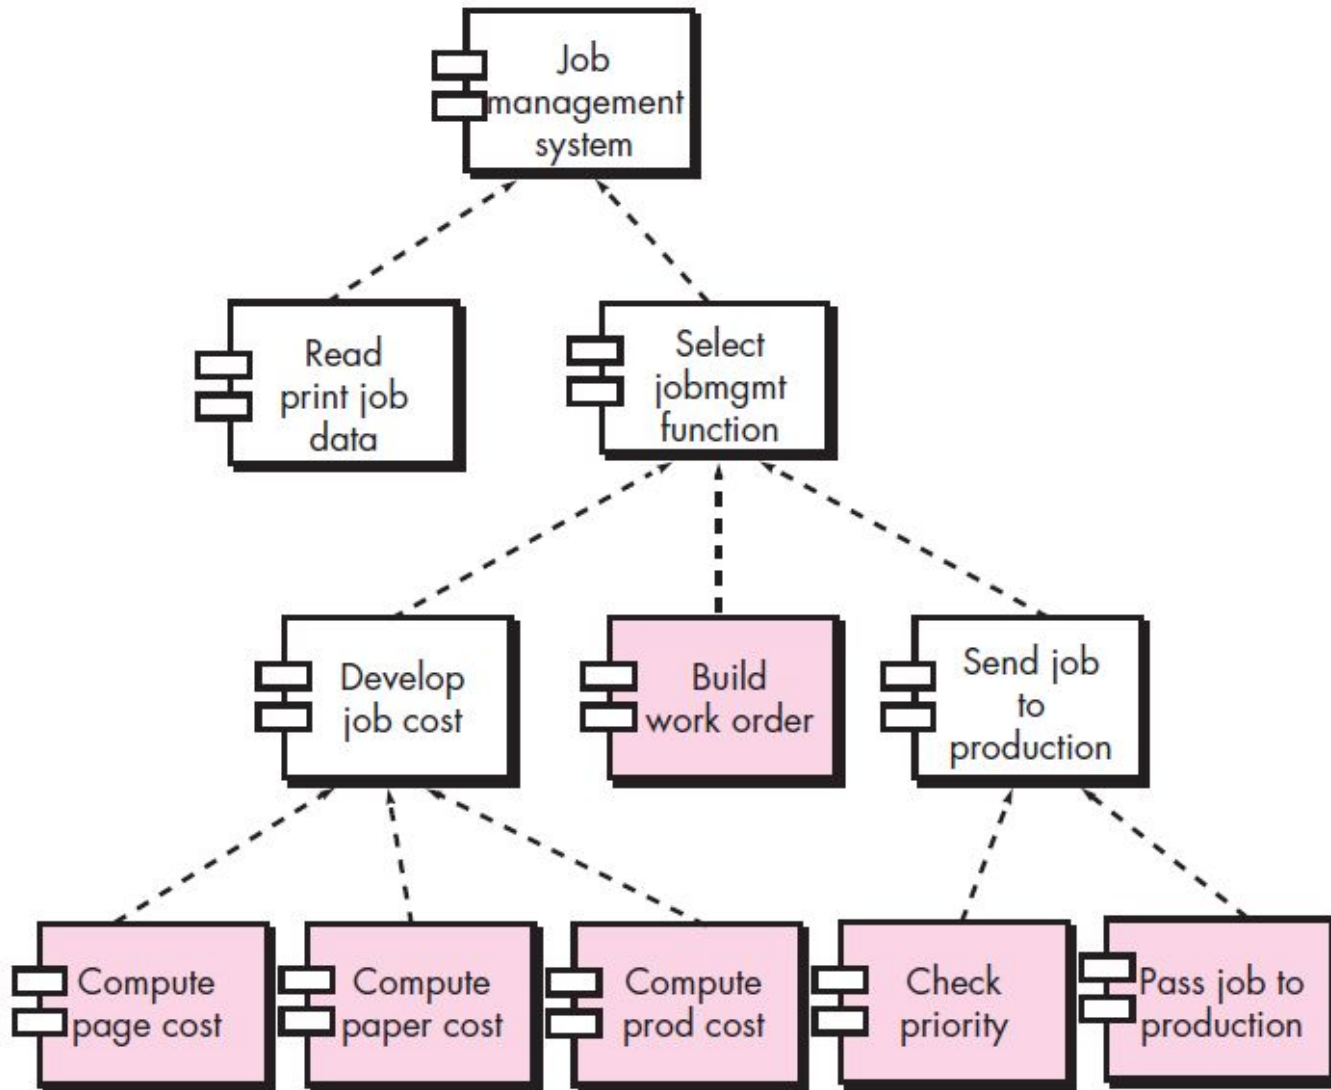 Job
management
system
Read
print job
data
Select
jobmgmt
function
Develop
job cost
Build
work order
Send job
to
production
Compute
page cost
Compute
paper cost
Compute
prod cost
Check
priority
Pass job to
production